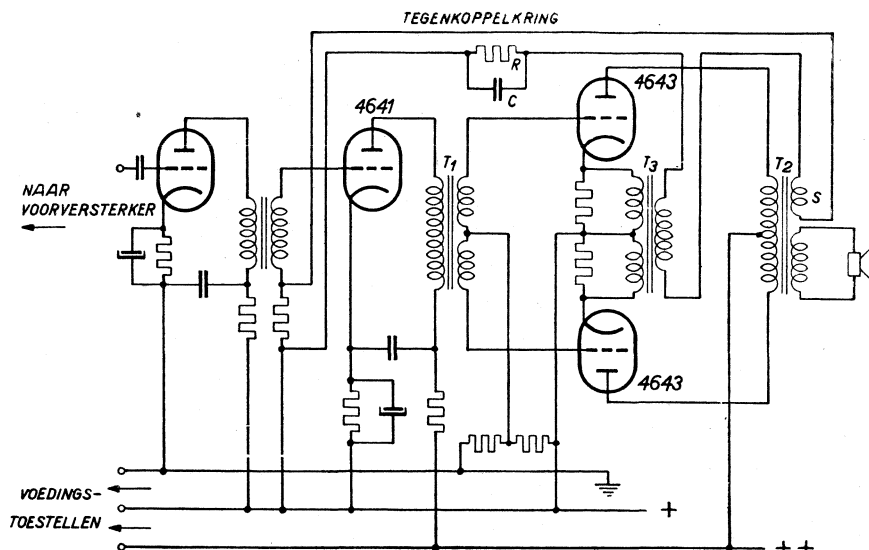 TEGENKOPPELKRING
R
C
4643
4641
T1
T3
T2
S
NAAR
VOORVERSTERKER
4643
VOEDINGS-
TOESTELLEN
+
++